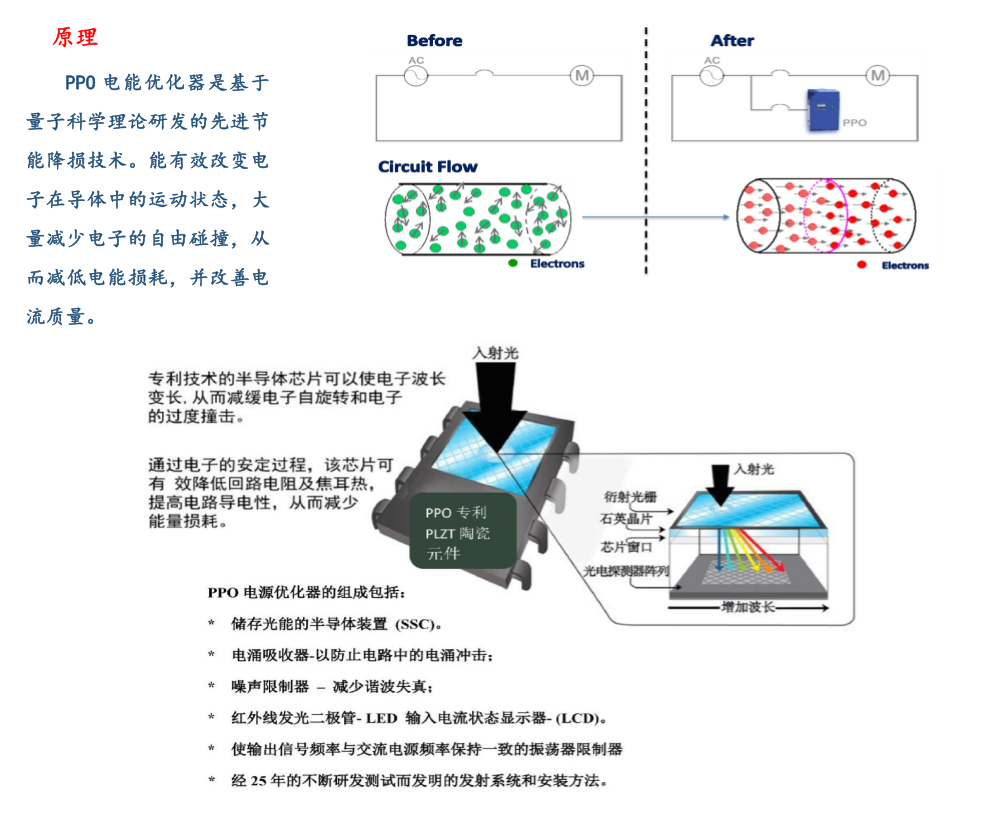 原理
PPO 电能优化器是基于
量子科学理论研发的先进节
能降损技术。能有效改变电
子在导体中的运动状态，大
量减少电子的自由碰撞，从
而减低电能损耗，并改善电
流质量。
Before
AC
M
After
AC
M
PPO
Circuit Flow
Electrons
Electrons
入射光
专利技术的半导体芯片可以使电子波长
变长,从而减缓电子自旋转和电子
的过度撞击。
通过电子的安定过程，该芯片可
有 效降低回路电阻及焦耳热，
提高电路导电性，从而减少
能量损耗。
PPO 专利
PLZT 陶瓷
元件
入射光
衍射光栅
石英晶片
芯片窗口
光电探测器阵列
增加波长
PPO 电源优化器的组成包括：
* 储存光能的半导体装置 (SSC)。
* 电涌吸收器-以防止电路中的电涌冲击；
* 噪声限制器 – 减少谐波失真；
* 红外线发光二极管- LED 输入电流状态显示器- (LCD)。
* 使输出信号频率与交流电源频率保持一致的振荡器限制器
* 经 25 年的不断研发测试而发明的发射系统和安装方法。